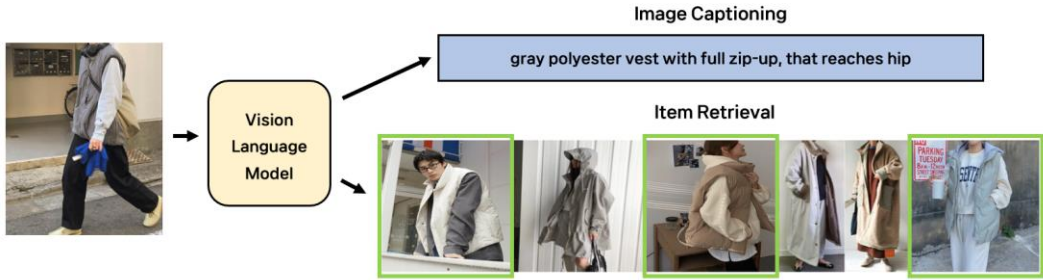 Image Captioning
gray polyester vest with full zip-up, that reaches hip
Vision
Language
Model
Item Retrieval
PARKING
TUESDAY